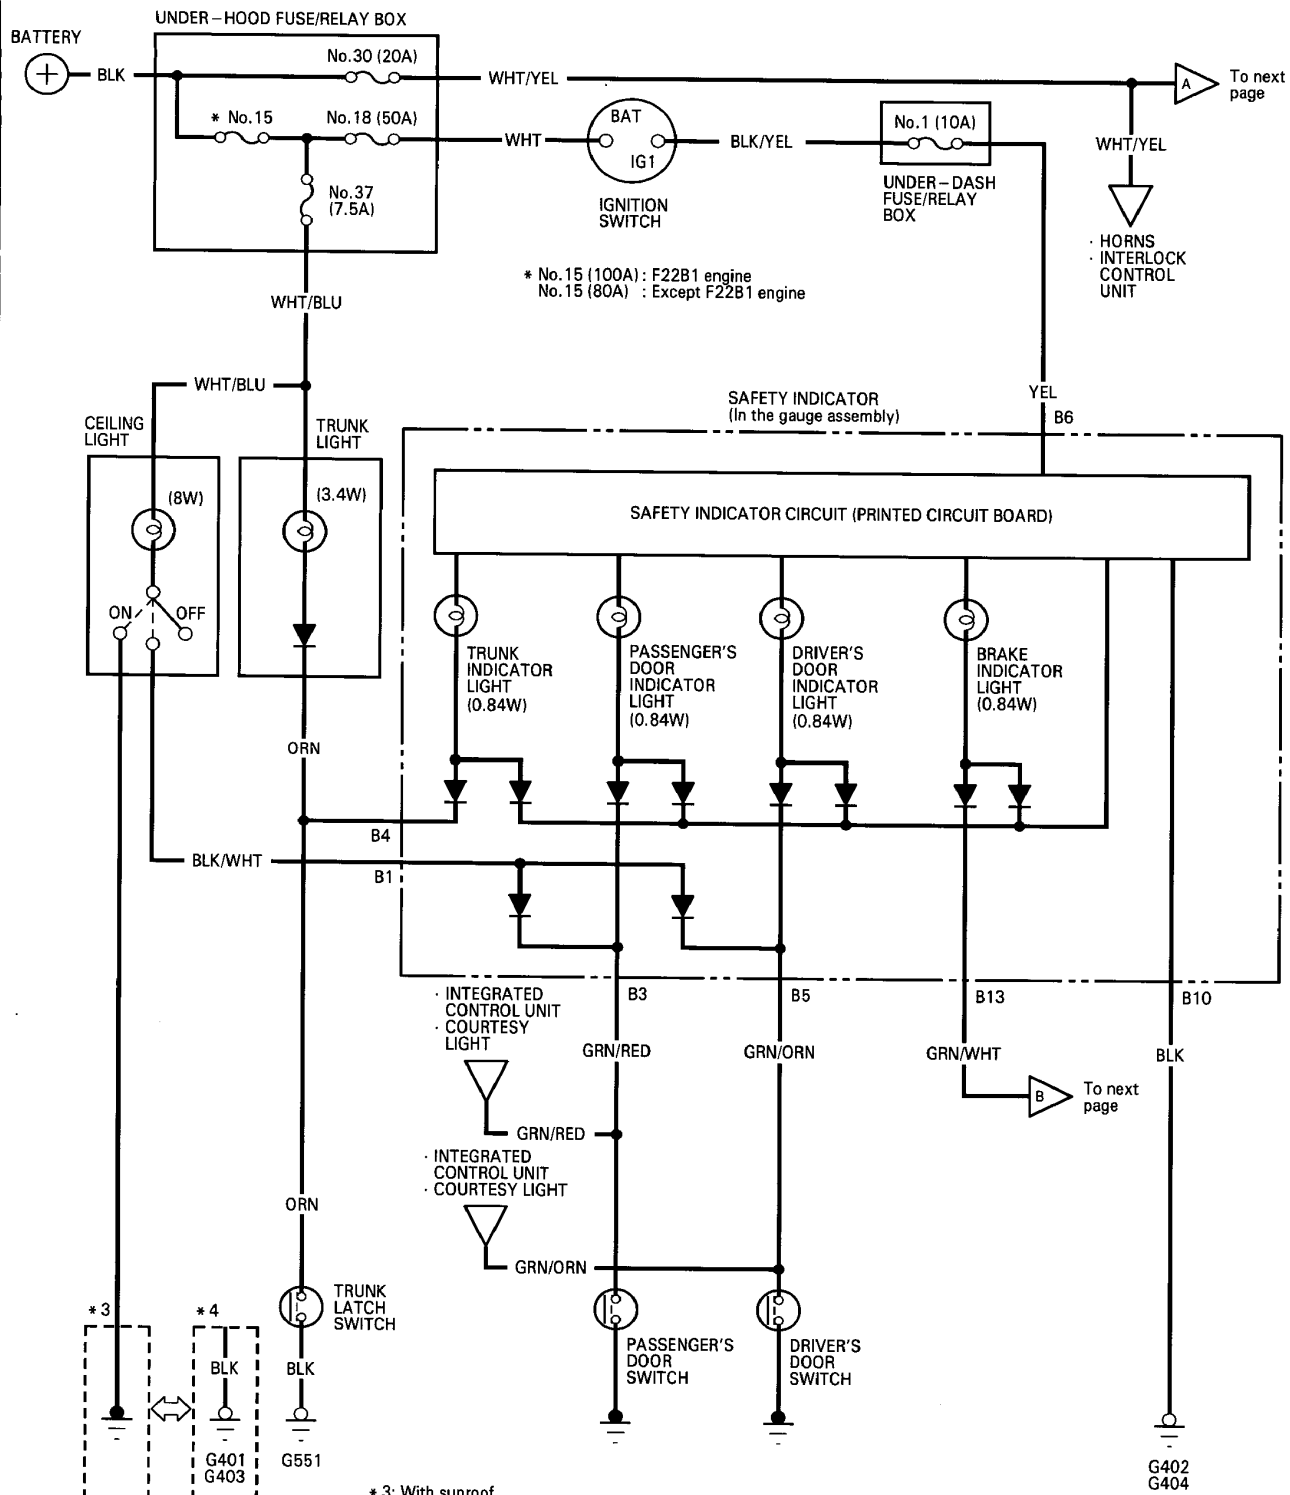 UNDER-HOOD FUSE/RELAY BOX
BATTERY
+
BLK
No.30 (20A)
WHT/YEL
A
To next
page
* No.15
No.18 (50A)
WHT
BAT
IG1
IGNITION
SWITCH
BLK/YEL
No.1 (10A)
UNDER-DASH
FUSE/RELAY
BOX
WHT/YEL
No.37
(7.5A)
· HORNS
· INTERLOCK
CONTROL
UNIT
* No.15 (100A) : F22B1 engine
No.15 (80A) : Except F22B1 engine
WHT/BLU
WHT/BLU
YEL
B6
SAFETY INDICATOR
(In the gauge assembly)
CEILING
LIGHT
TRUNK
LIGHT
(8W)
(3.4W)
SAFETY INDICATOR CIRCUIT (PRINTED CIRCUIT BOARD)
ON
OFF
TRUNK
INDICATOR
LIGHT
(0.84W)
PASSENGER'S
DOOR
INDICATOR
LIGHT
(0.84W)
DRIVER'S
DOOR
INDICATOR
LIGHT
(0.84W)
BRAKE
INDICATOR
LIGHT
(0.84W)
ORN
B4
BLK/WHT
B1
B3
B5
B13
B10
· INTEGRATED
CONTROL UNIT
· COURTESY
LIGHT
GRN/RED
GRN/ORN
GRN/WHT
BLK
B
To next
page
GRN/RED
· INTEGRATED
CONTROL UNIT
· COURTESY LIGHT
ORN
GRN/ORN
TRUNK
LATCH
SWITCH
*3
*4
PASSENGER'S
DOOR
SWITCH
DRIVER'S
DOOR
SWITCH
BLK
BLK
G401
G403
G551
G402
G404
*3: With sunroof